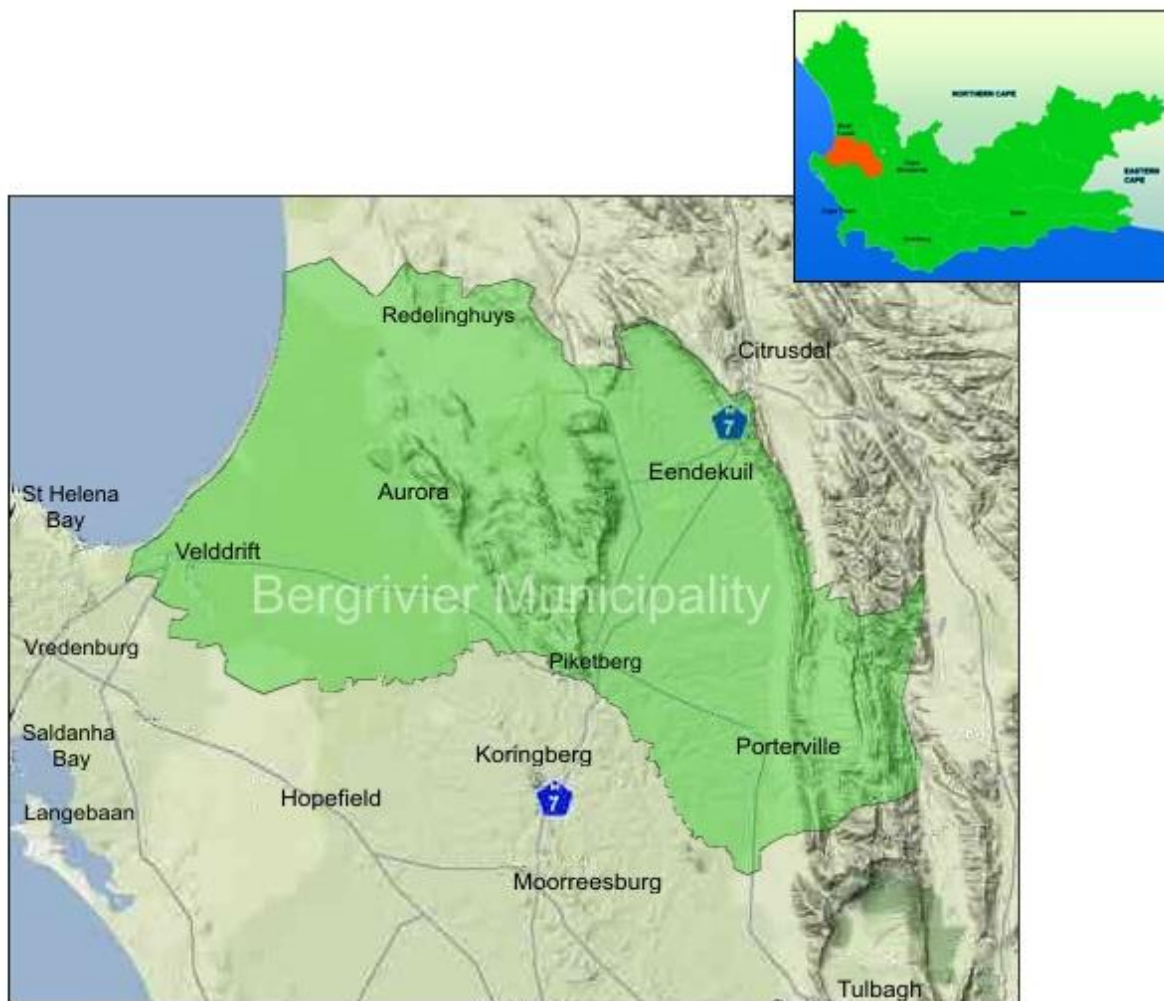 NORTHERN CAPE
EASTERN
CAPE
Redelinghuys
Citrusdal
7
Eendekuil
Aurora
St Helena
Bay
Velddrift
Bergrivier Municipality
Vredenburg
Piketberg
Saldanha
Bay
Koringberg
Porterville
Hopefield
7
Langebaan
Moorreesburg
Tulbagh